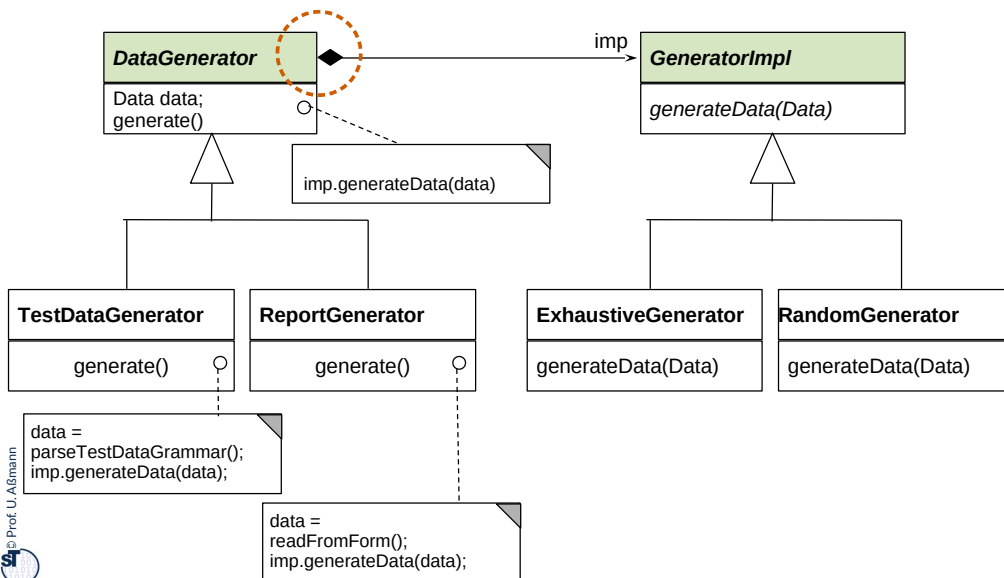 DataGenerator
imp
GeneratorImpl
Data data;
generate()
generateData(Data)
imp.generateData(data)
TestDataGenerator
ReportGenerator
ExhaustiveGenerator
RandomGenerator
generate()
generate()
generateData(Data)
generateData(Data)
data =
parseTestDataGrammar();
imp.generateData(data);
data =
readFromForm();
imp.generateData(data);
© Prof. U. Aßmann
ST